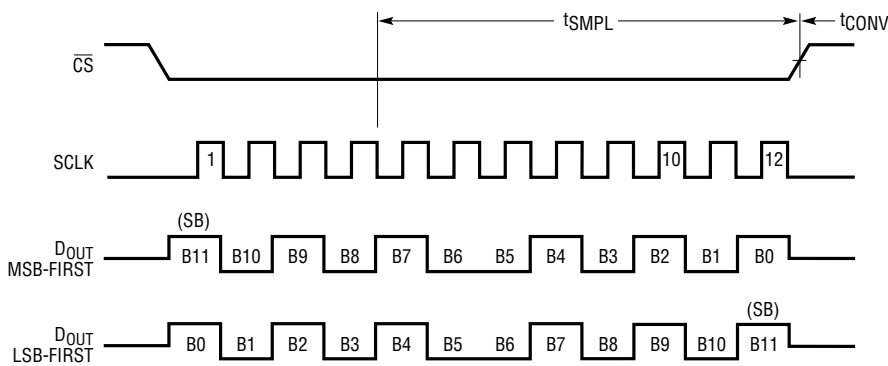 tSMPL tCONV
CS
SCLK 1 10 12
(SB)
DOUT
MSB-FIRST
B11 B10 B9 B8 B7 B6 B5 B4 B3 B2 B1 B0
(SB)
DOUT
LSB-FIRST
B0 B1 B2 B3 B4 B5 B6 B7 B8 B9 B10 B11